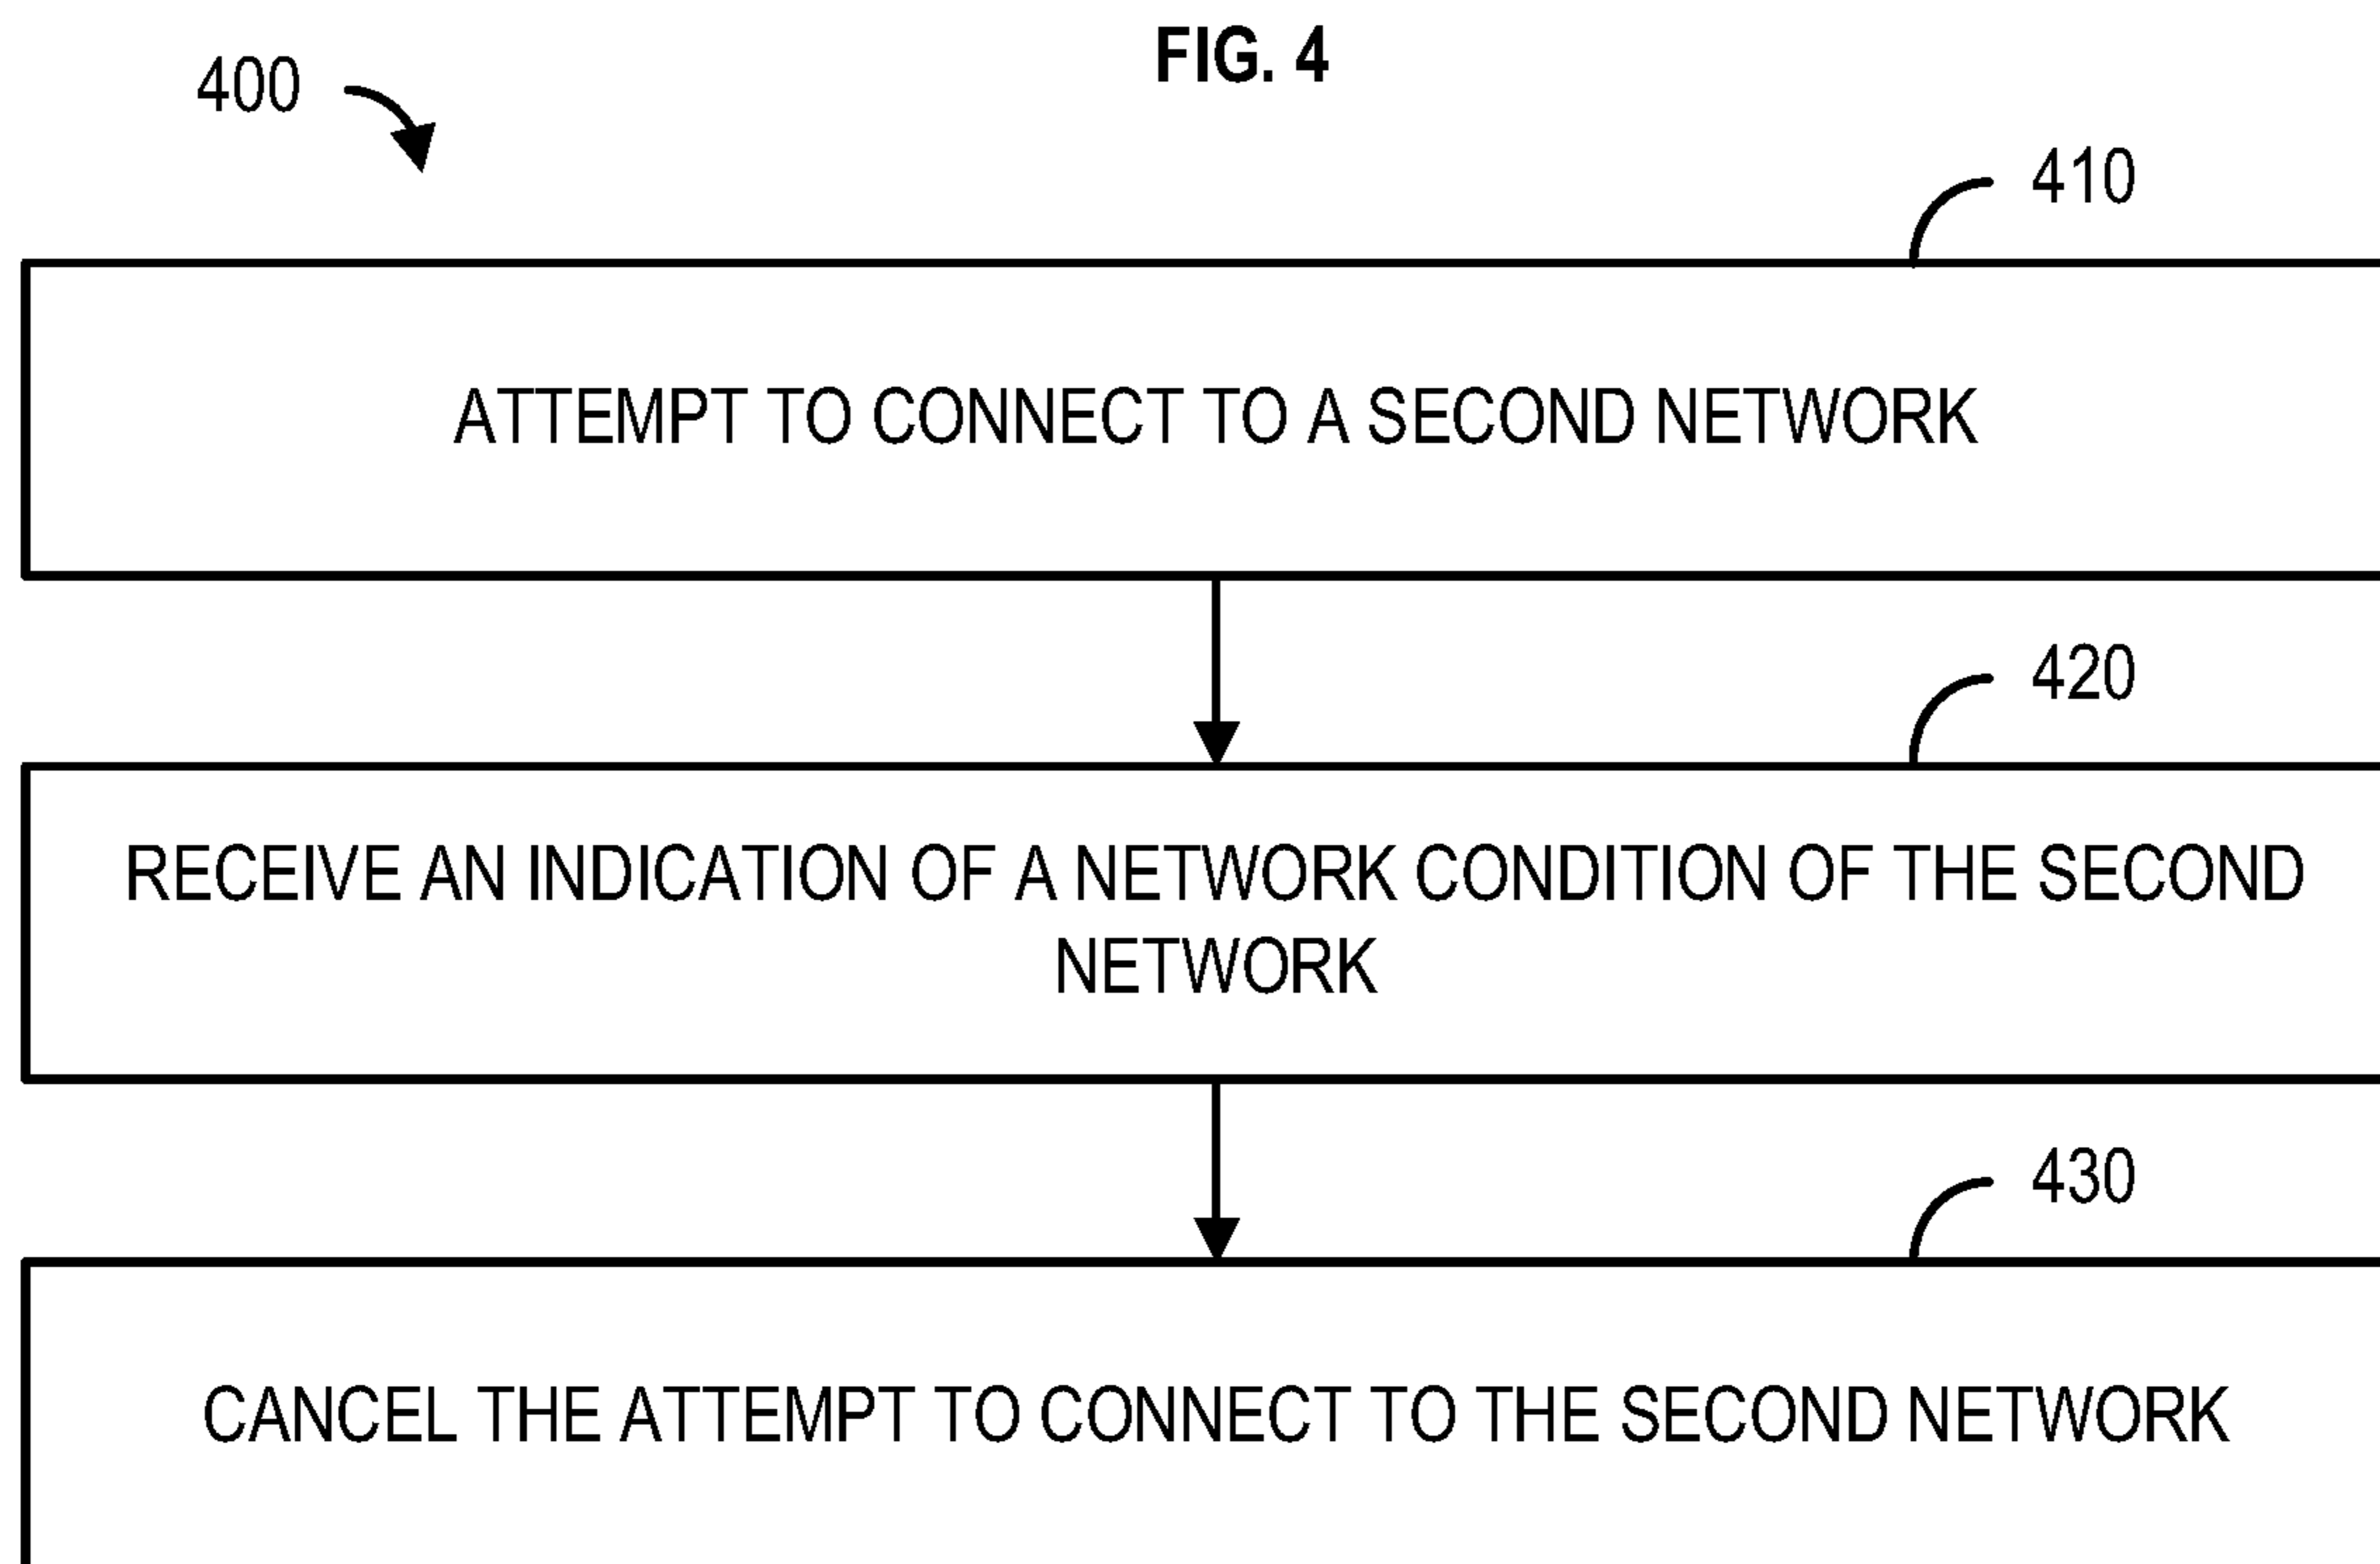 FIG. 4
400
410
ATTEMPT TO CONNECT TO A SECOND NETWORK
420
RECEIVE AN INDICATION OF A NETWORK CONDITION OF THE SECOND
NETWORK
430
CANCEL THE ATTEMPT TO CONNECT TO THE SECOND NETWORK